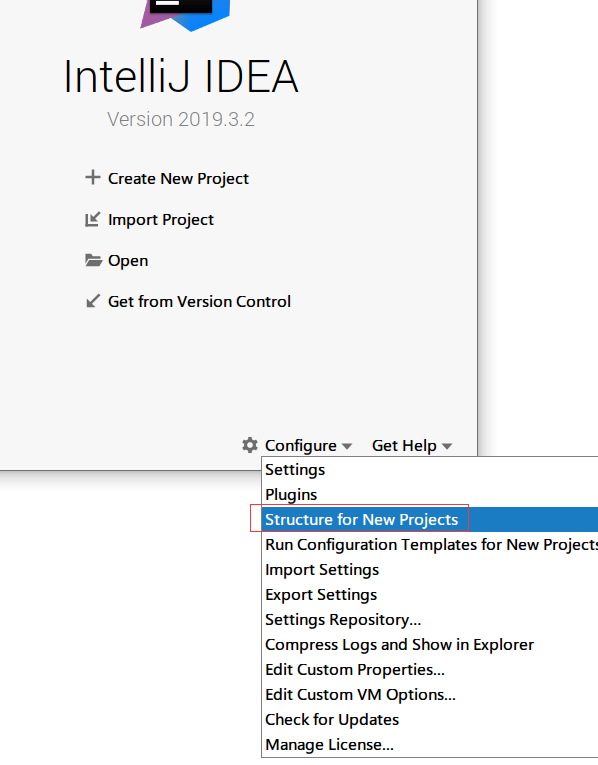 IntelliJ IDEA
Version 2019.3.2
Create New Project
Import Project
Open
Get from Version Control
Configure Get Help
Settings
Plugins
Structure for New Projects
Run Configuration Templates for New Projects
Import Settings
Export Settings
Settings Repository...
Compress Logs and Show in Explorer
Edit Custom Properties...
Edit Custom VM Options...
Check for Updates
Manage License...